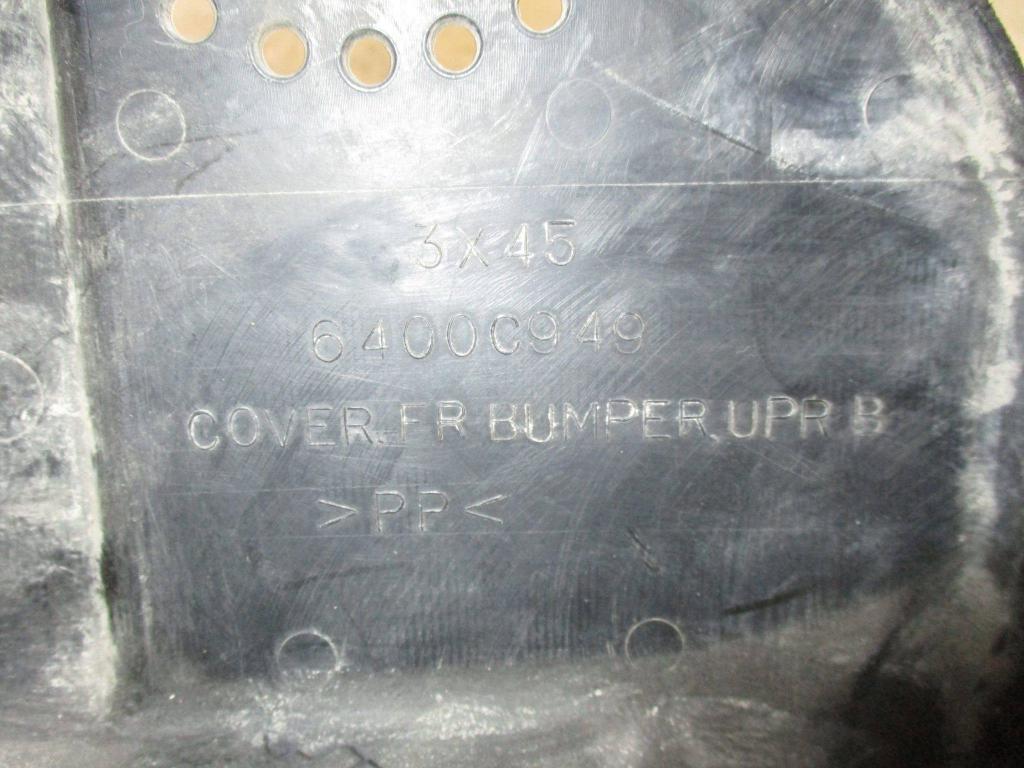 3X45
6400C949
COVER, FR BUMPER, UPR B
>PP<